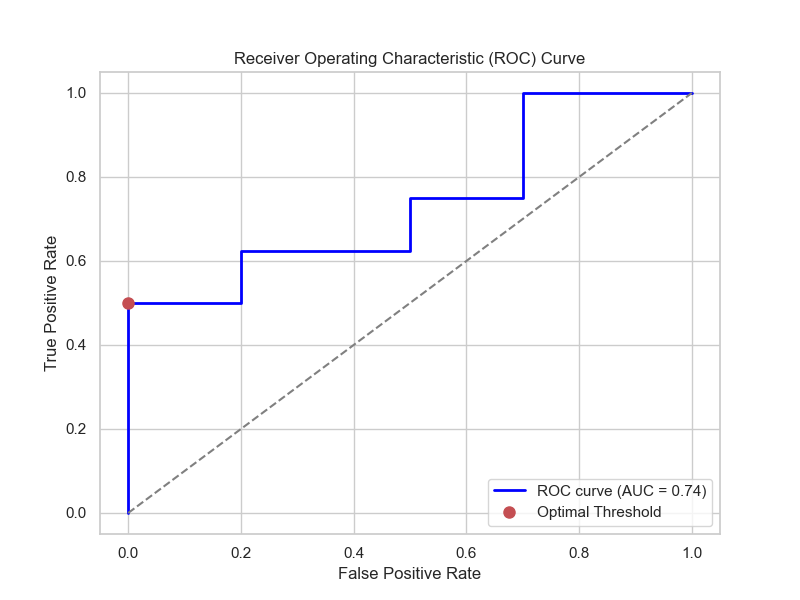 Receiver Operating Characteristic (ROC) Curve
1.0
0.8
0.6
0.4
0.2
0.0
True Positive Rate
0.0 0.2 0.4 0.6 0.8 1.0
False Positive Rate
ROC curve (AUC = 0.74)
Optimal Threshold